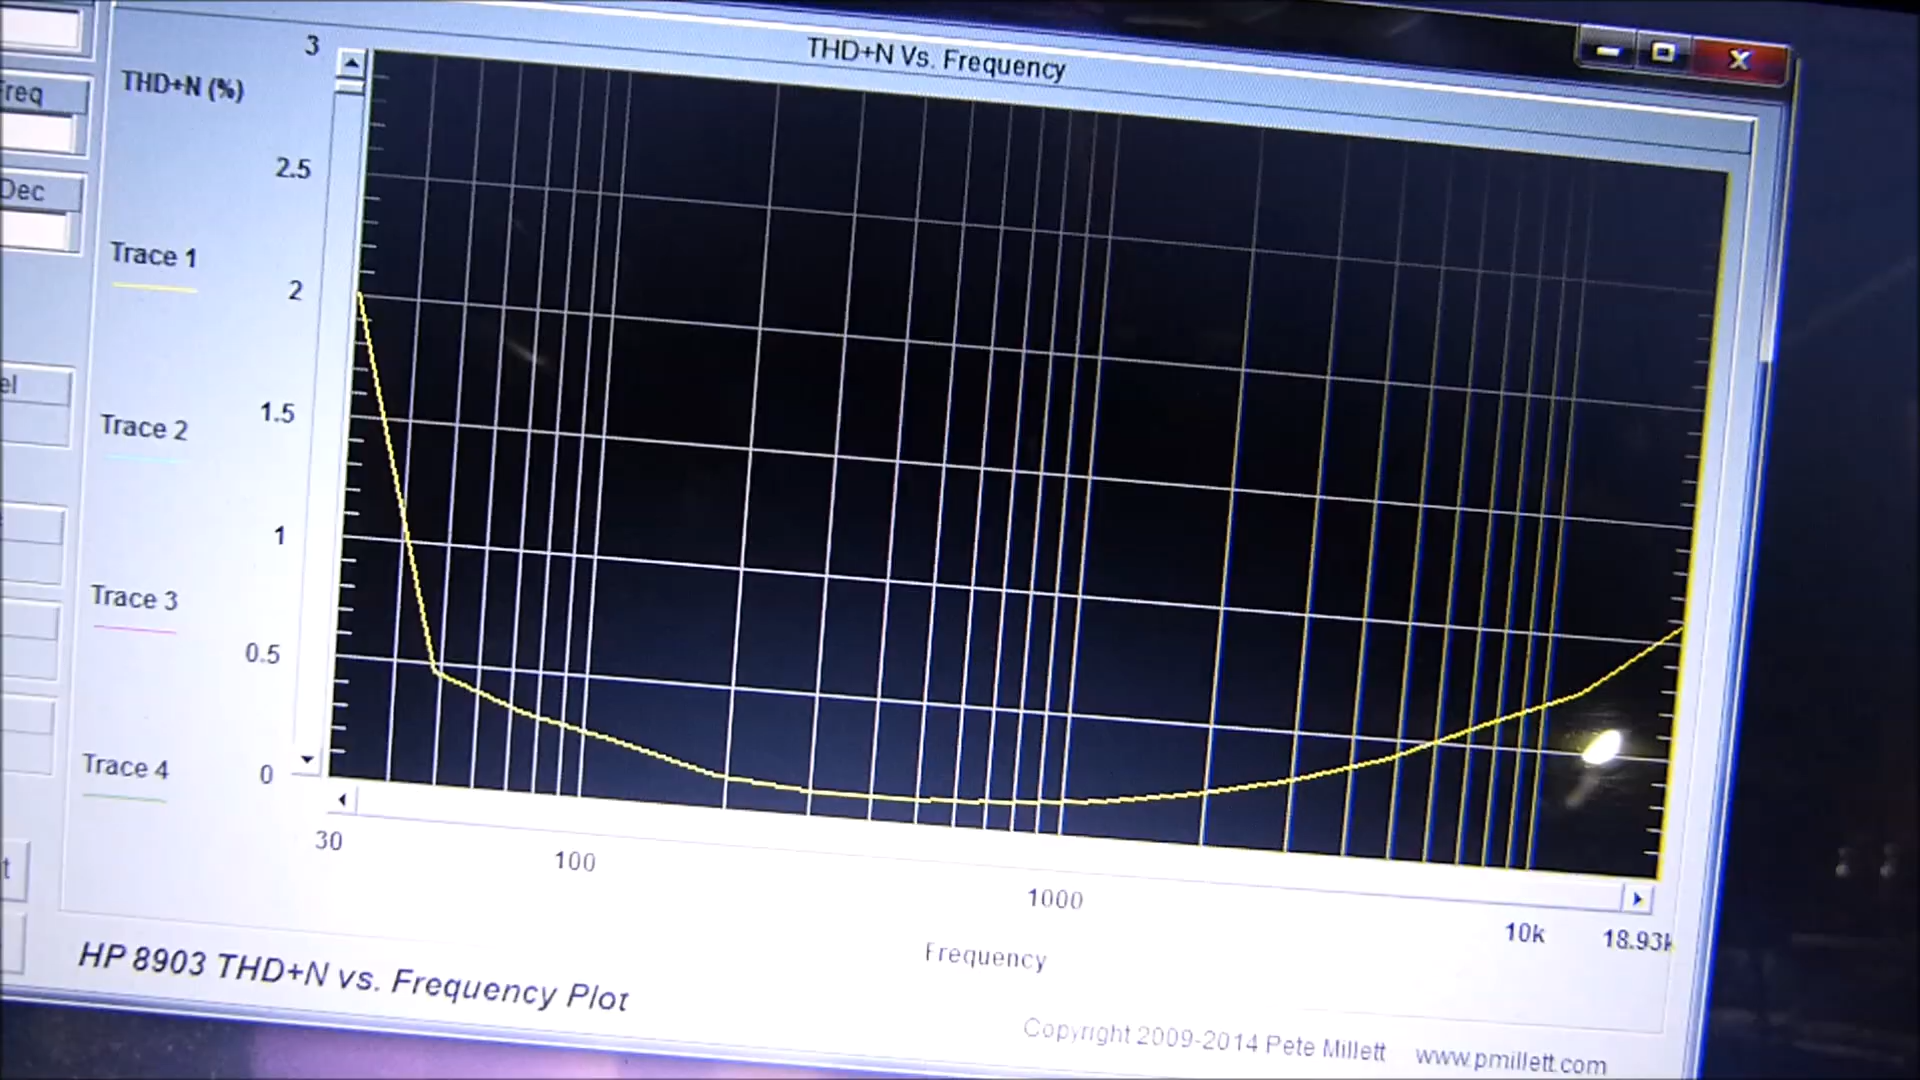 THD+N Vs. Frequency
THD+N (%)
3
2.5
2
1.5
1
0.5
0
Trace 1
Trace 2
Trace 3
Trace 4
30
100
1000
10k
18.93k
Frequency
HP 8903 THD+N vs. Frequency Plot
Copyright 2009-2014 Pete Millett
www.pmillett.com
Dec